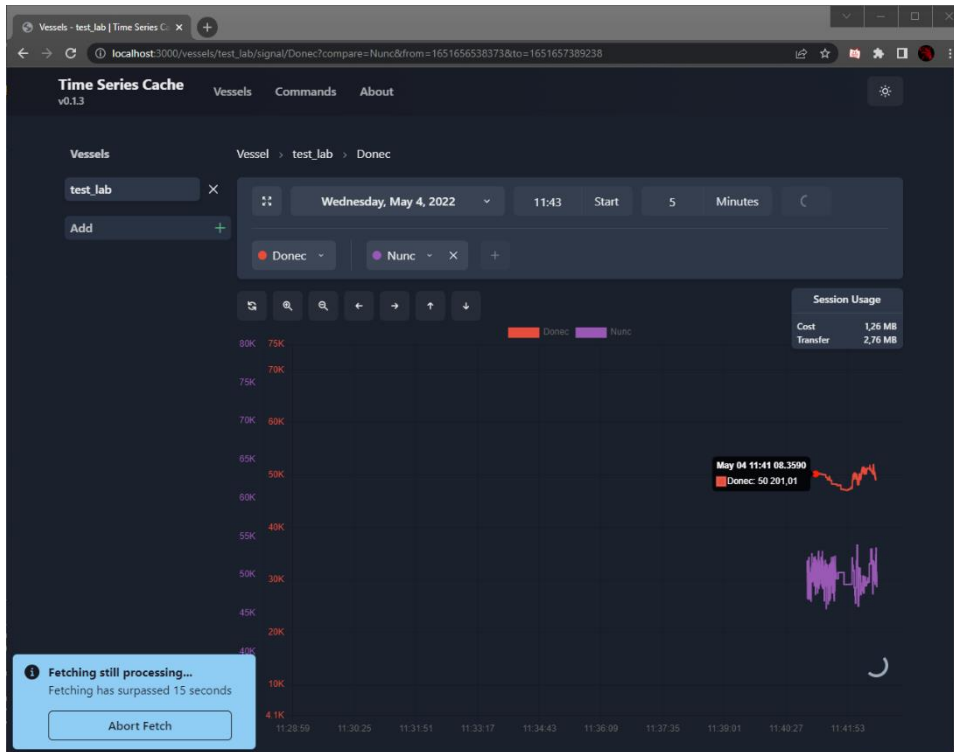 Vessels - test_lab | Time Series Ca
localhost:3000/vessels/test_lab/signal/Donec?compare=Nunc&from=1651656538373&to=1651657389238
Time Series Cache
v0.1.3
Vessels Commands About
Vessels
test_lab
Add
Vessel > test_lab > Donec
Wednesday, May 4, 2022 11:43 Start 5 Minutes
Donec Nunc
Session Usage
Cost 1,26 MB
Transfer 2,76 MB
Donec Nunc
80K 75K
70K
75K
70K 60K
65K
50K
60K
55K 40K
50K 30K
45K
20K
40K
10K
4.1K
May 04 11:41 08.3590
Donec: 50 201,01
11:28:59 11:30:25 11:31:51 11:33:17 11:34:43 11:36:09 11:37:35 11:39:01 11:40:27 11:41:53
Fetching still processing...
Fetching has surpassed 15 seconds
Abort Fetch